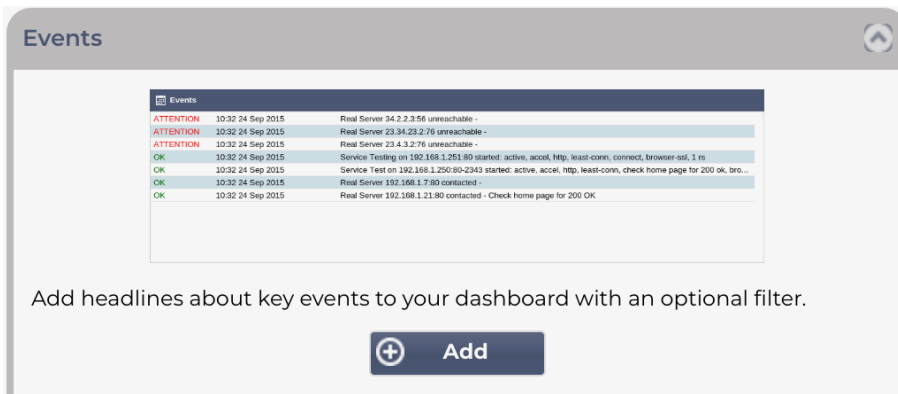 Events
Events
ATTENTION 10:32 24 Sep 2015 Real Server 34.2.2.3:56 unreachable -
ATTENTION 10:32 24 Sep 2015 Real Server 23.34.23.2:76 unreachable -
ATTENTION 10:32 24 Sep 2015 Real Server 23.4.3.2:76 unreachable -
OK 10:32 24 Sep 2015 Service Testing on 192.168.1.251:80 started: active, accel, http, least-conn, connect, browser-ssl, 1 rs
OK 10:32 24 Sep 2015 Service Test on 192.168.1.250:80-2343 started: active, accel, http, least-conn, check home page for 200 ok, bro...
OK 10:32 24 Sep 2015 Real Server 192.168.1.7:80 contacted -
OK 10:32 24 Sep 2015 Real Server 192.168.1.21:80 contacted - Check home page for 200 OK
Add headlines about key events to your dashboard with an optional filter.
Add